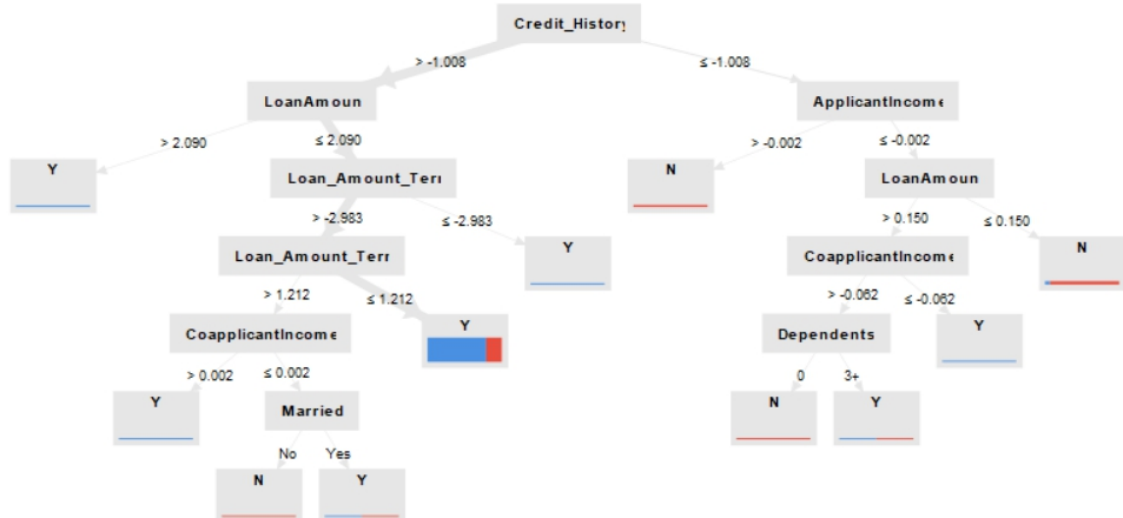 Credit_History
> -1.008
≤ -1.008
LoanAmoun
ApplicantIncome
> 2.090
≤ 2.090
> -0.002
≤ -0.002
Y
Loan_Amount_Terr
N
LoanAmoun
> -2.983
≤ -2.983
> 0.150
≤ 0.150
Loan_Amount_Terr
Y
CoapplicantIncome
N
> 1.212
≤ 1.212
> -0.062
≤ -0.062
CoapplicantIncome
Y
Dependents
Y
> 0.002
≤ 0.002
0
3+
Y
Married
N
Y
No
Yes
N
Y